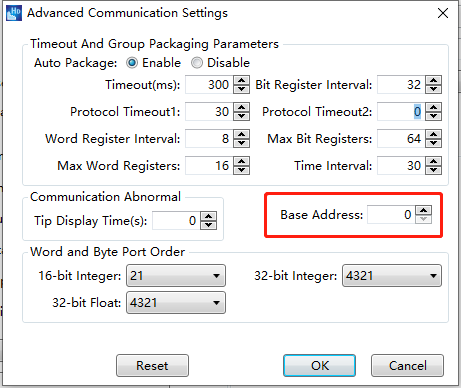 Advanced Communication Settings
Timeout And Group Packaging Parameters
Auto Package: Enable Disable
Timeout(ms): 300 Bit Register Interval: 32
Protocol Timeout1: 30 Protocol Timeout2: 0
Word Register Interval: 8 Max Bit Registers: 64
Max Word Registers: 16 Time Interval: 30
Communication Abnormal
Tip Display Time(s): 0 Base Address: 0
Word and Byte Port Order
16-bit Integer: 21 32-bit Integer: 4321
32-bit Float: 4321
Reset OK Cancel